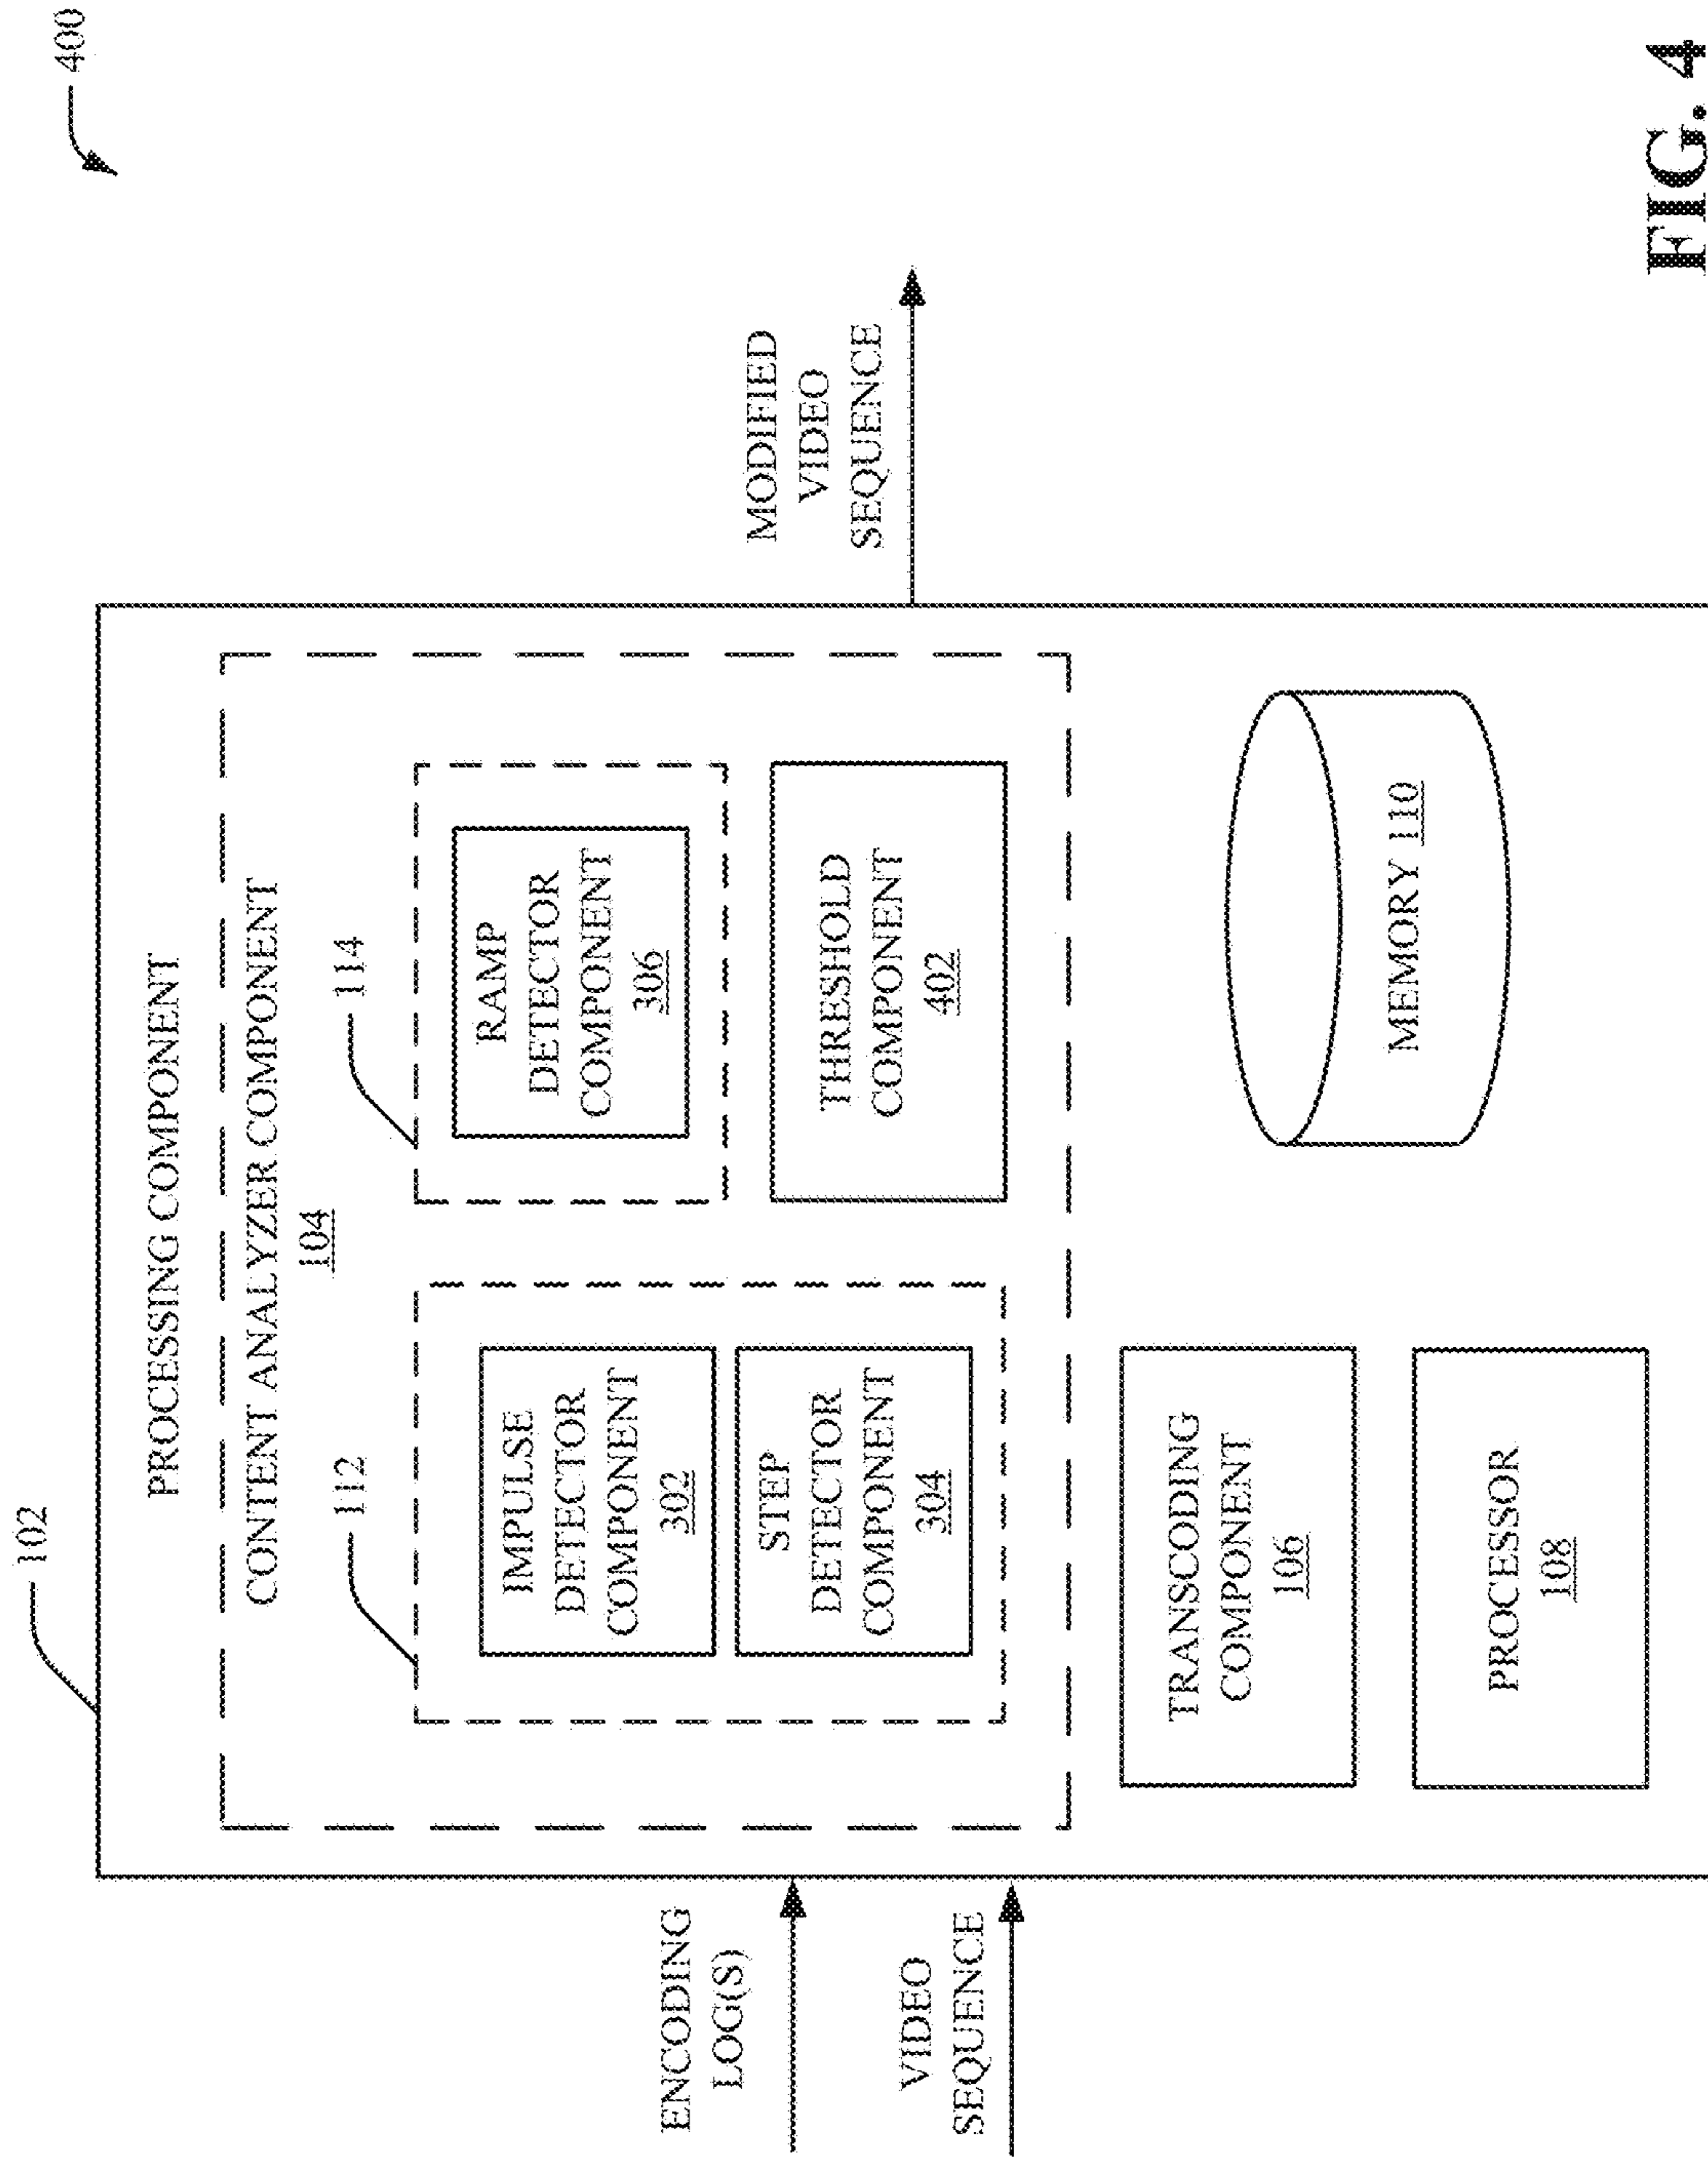 400
102
PROCESSING COMPONENT
CONTENT ANALYZER COMPONENT
104
112
114
IMPULSE
DETECTOR
COMPONENT
302
STEP
DETECTOR
COMPONENT
304
RAMP
DETECTOR
COMPONENT
306
THRESHOLD
COMPONENT
402
ENCODING
LOG(S)
VIDEO
SEQUENCE
MODIFIED
VIDEO
SEQUENCE
TRANSCODING
COMPONENT
106
PROCESSOR
108
MEMORY 110
FIG. 4